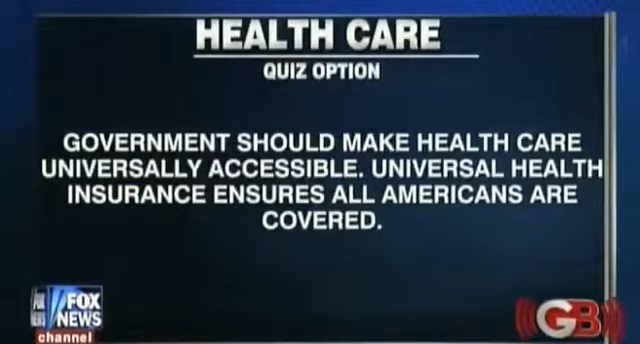 HEALTH CARE
QUIZ OPTION
GOVERNMENT SHOULD MAKE HEALTH CARE
UNIVERSALLY ACCESSIBLE. UNIVERSAL HEALTH
INSURANCE ENSURES ALL AMERICANS ARE
COVERED.
FOX
NEWS
channel
GB